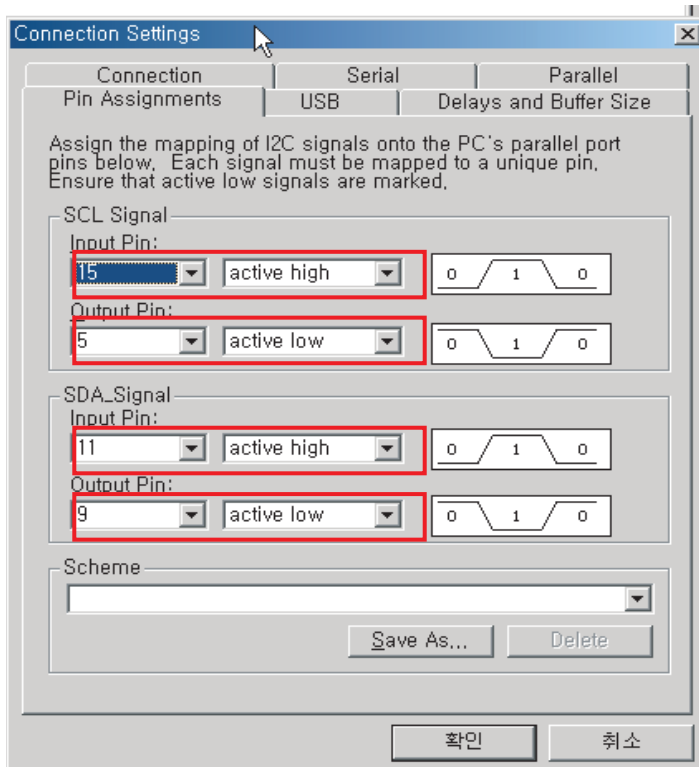 Connection Settings
Connection Serial Parallel
Pin Assignments USB Delays and Buffer Size
Assign the mapping of I2C signals onto the PC's parallel port
pins below, Each signal must be mapped to a unique pin,
Ensure that active low signals are marked,
SCL Signal
Input Pin:
15 active high 0 1 0
Output Pin:
5 active low 0 1 0
SDA_Signal
Input Pin:
11 active high 0 1 0
Output Pin:
9 active low 0 1 0
Scheme
Save As,,, Delete
확인 취소